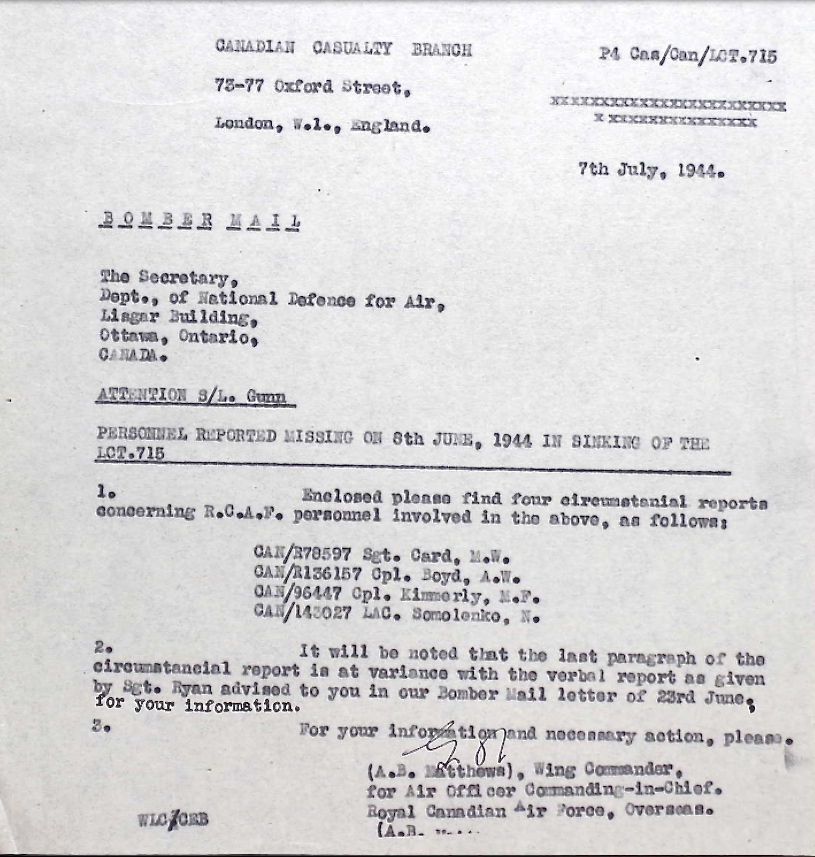 CANADIAN CASUALTY BRANCH
P4 Cas/Can/LCT.715
73-77 Oxford Street,
xxxxxxxxxxxxxxxxxxxxxxxxx
x xxxxxxxxxxxxxxx
London, W.1., England.
7th July, 1944.
BOMBER MAIL
The Secretary,
Dept., of National Defence for Air,
Lisgar Building,
Ottawa, Ontario,
CANADA.
ATTENTION S/L. Gunn
PERSONNEL REPORTED MISSING ON 8th JUNE, 1944 IN SINKING OF THE
LCT.715
1. Enclosed please find four circumstanial reports
concerning R.C.A.F. personnel involved in the above, as follows:
CAN/R78597 Sgt. Card, M.W.
CAN/R136157 Cpl. Boyd, A.W.
CAN/96447 Cpl. Kimmerly, M.F.
CAN/143027 LAC. Somolenko, N.
2. It will be noted that the last paragraph of the
circumstancial report is at variance with the verbal report as given
by Sgt. Ryan advised to you in our Bomber Mail letter of 23rd June,
for your information.
3. For your information and necessary action, please.
(A.B. Matthews), Wing Commander,
for Air Officer Commanding-in-Chief.
Royal Canadian Air Force, Overseas.
(A.B.
WLC/CEB